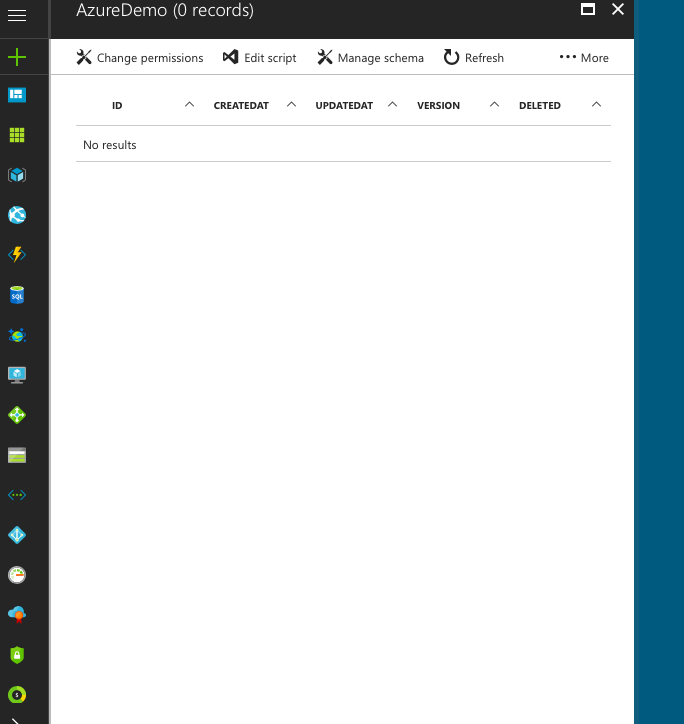 AzureDemo (0 records)
Change permissions Edit script Manage schema Refresh More
ID CREATEDAT UPDATEDAT VERSION DELETED
No results
SQL